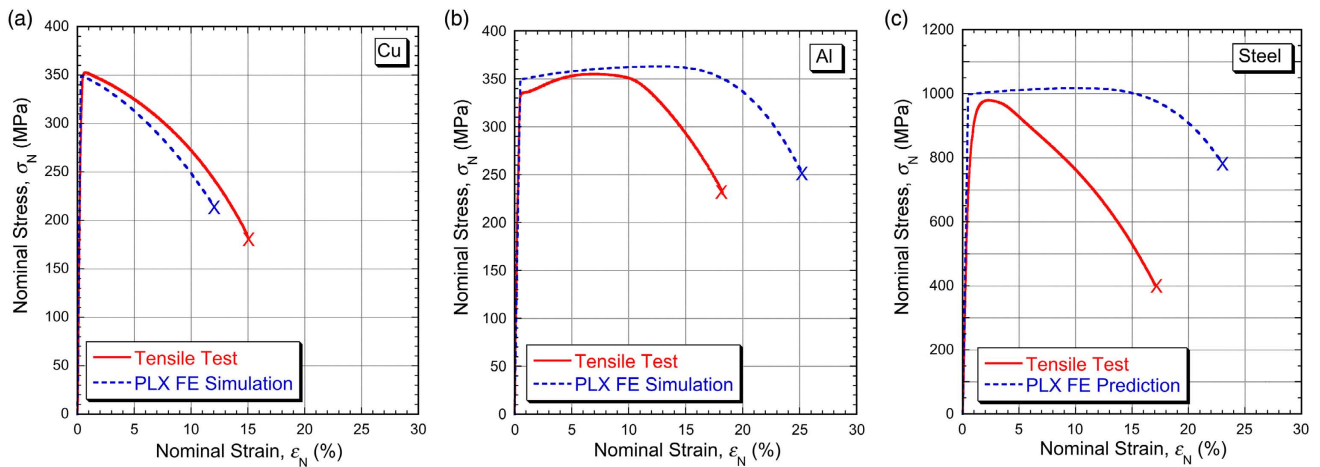 (a)
Cu
400
350
300
250
200
150
100
50
0
Nominal Stress, σN (MPa)
Tensile Test
PLX FE Simulation
0 5 10 15 20 25 30
Nominal Strain, εN (%)
(b)
Al
400
350
300
250
200
350
100
50
0
Nominal Stress, σN (MPa)
Tensile Test
PLX FE Simulation
0 5 10 15 20 25 30
Nominal Strain, εN (%)
(c)
Steel
1200
1000
800
600
400
200
0
Nominal Stress, σN (MPa)
Tensile Test
PLX FE Prediction
0 5 10 15 20 25 30
Nominal Strain, εN (%)